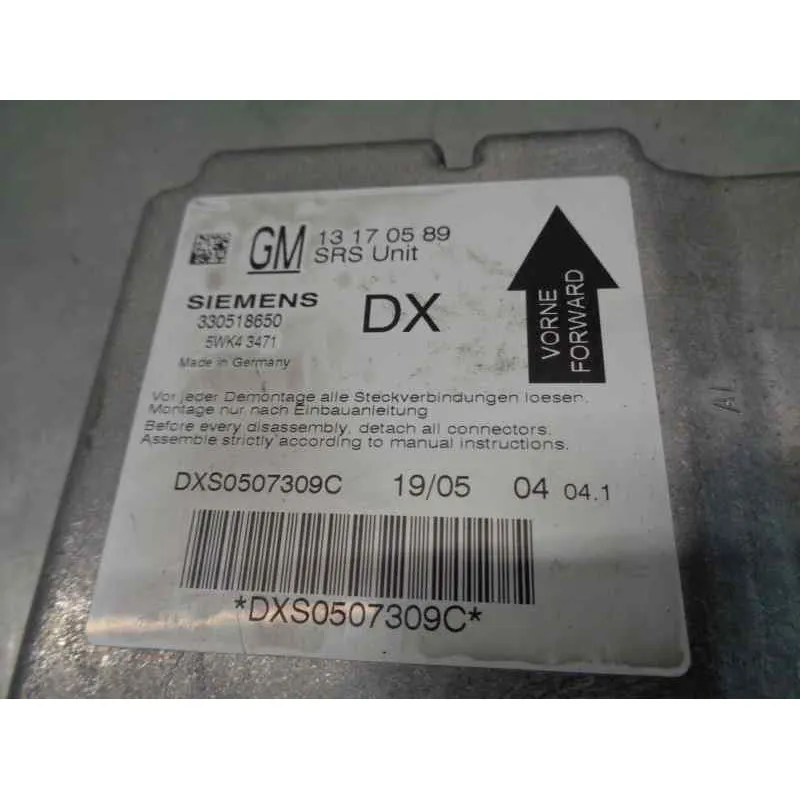 GM 13 17 05 89
SRS Unit
SIEMENS
330518650
5WK4 3471
Made in Germany
DX
VORNE
FORWARD
Vor jeder Demontage alle Steckverbindungen loesen.
Montage nur nach Einbauanleitung
Before every disassembly, detach all connectors.
Assemble strictly according to manual instructions.
DXS0507309C 19/05 04 04.1
*DXS0507309C*
AL